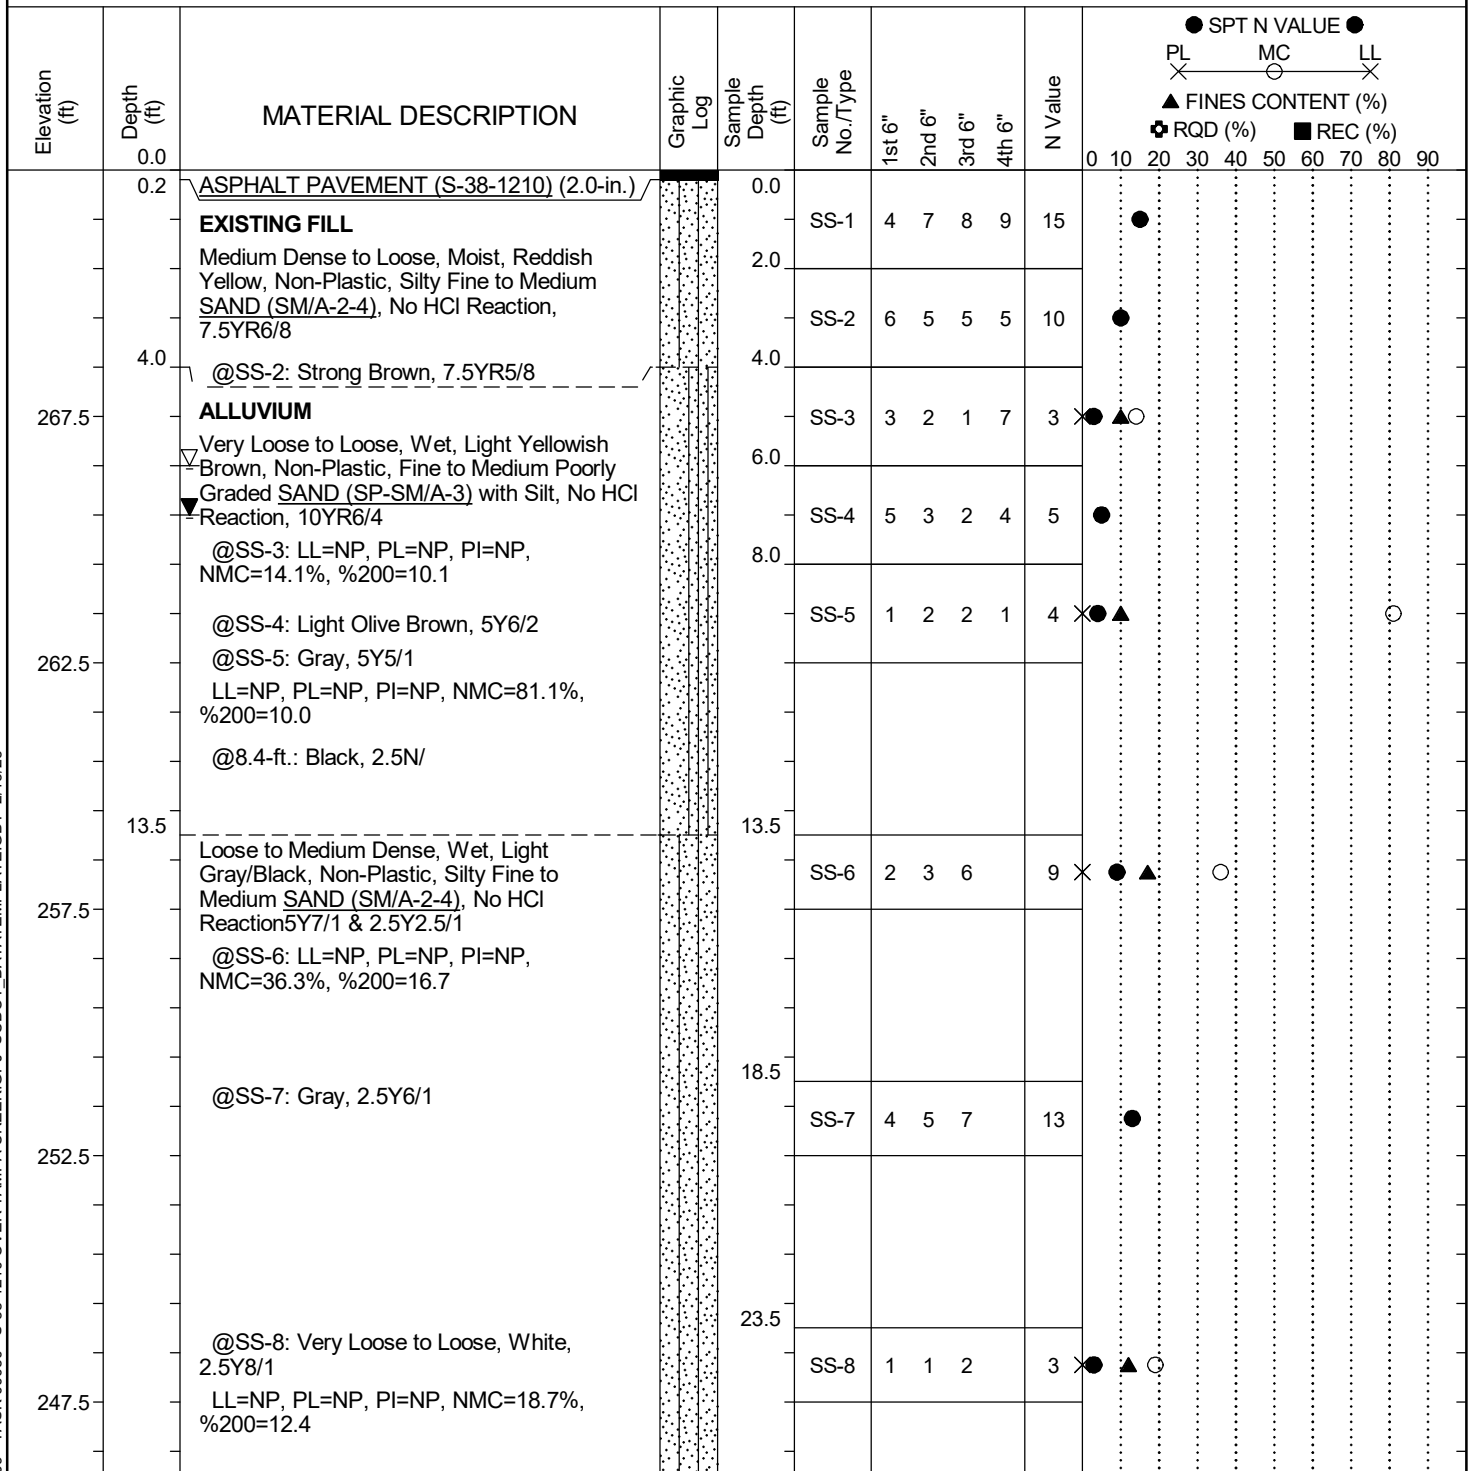 Elevation (ft)
Depth (ft)
0.0
MATERIAL DESCRIPTION
Graphic Log
Sample Depth (ft)
Sample No./Type
1st 6"
2nd 6"
3rd 6"
4th 6"
N Value
SPT N VALUE
PL MC LL
FINES CONTENT (%)
RQD (%) REC (%)
0 10 20 30 40 50 60 70 80 90
0.2
ASPHALT PAVEMENT (S-38-1210) (2.0-in.)
EXISTING FILL
Medium Dense to Loose, Moist, Reddish
Yellow, Non-Plastic, Silty Fine to Medium
SAND (SM/A-2-4), No HCl Reaction,
7.5YR6/8
4.0
@SS-2: Strong Brown, 7.5YR5/8
ALLUVIUM
267.5
Very Loose to Loose, Wet, Light Yellowish
Brown, Non-Plastic, Fine to Medium Poorly
Graded SAND (SP-SM/A-3) with Silt, No HCl
Reaction, 10YR6/4
@SS-3: LL=NP, PL=NP, PI=NP,
NMC=14.1%, %200=10.1
@SS-4: Light Olive Brown, 5Y6/2
@SS-5: Gray, 5Y5/1
262.5
LL=NP, PL=NP, PI=NP, NMC=81.1%,
%200=10.0
@8.4-ft.: Black, 2.5N/
13.5
Loose to Medium Dense, Wet, Light
Gray/Black, Non-Plastic, Silty Fine to
Medium SAND (SM/A-2-4), No HCl
Reaction5Y7/1 & 2.5Y2.5/1
257.5
@SS-6: LL=NP, PL=NP, PI=NP,
NMC=36.3%, %200=16.7
@SS-7: Gray, 2.5Y6/1
252.5
@SS-8: Very Loose to Loose, White,
2.5Y8/1
LL=NP, PL=NP, PI=NP, NMC=18.7%,
%200=12.4
247.5
0.0
SS-1 4 7 8 9 15
2.0
SS-2 6 5 5 5 10
4.0
SS-3 3 2 1 7 3
6.0
SS-4 5 3 2 4 5
8.0
SS-5 1 2 2 1 4
13.5
SS-6 2 3 6 9
18.5
SS-7 4 5 7 13
23.5
SS-8 1 1 2 3